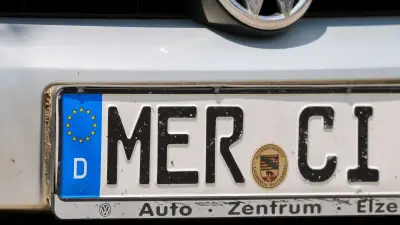 MER CI
D
Auto · Zentrum · Elze